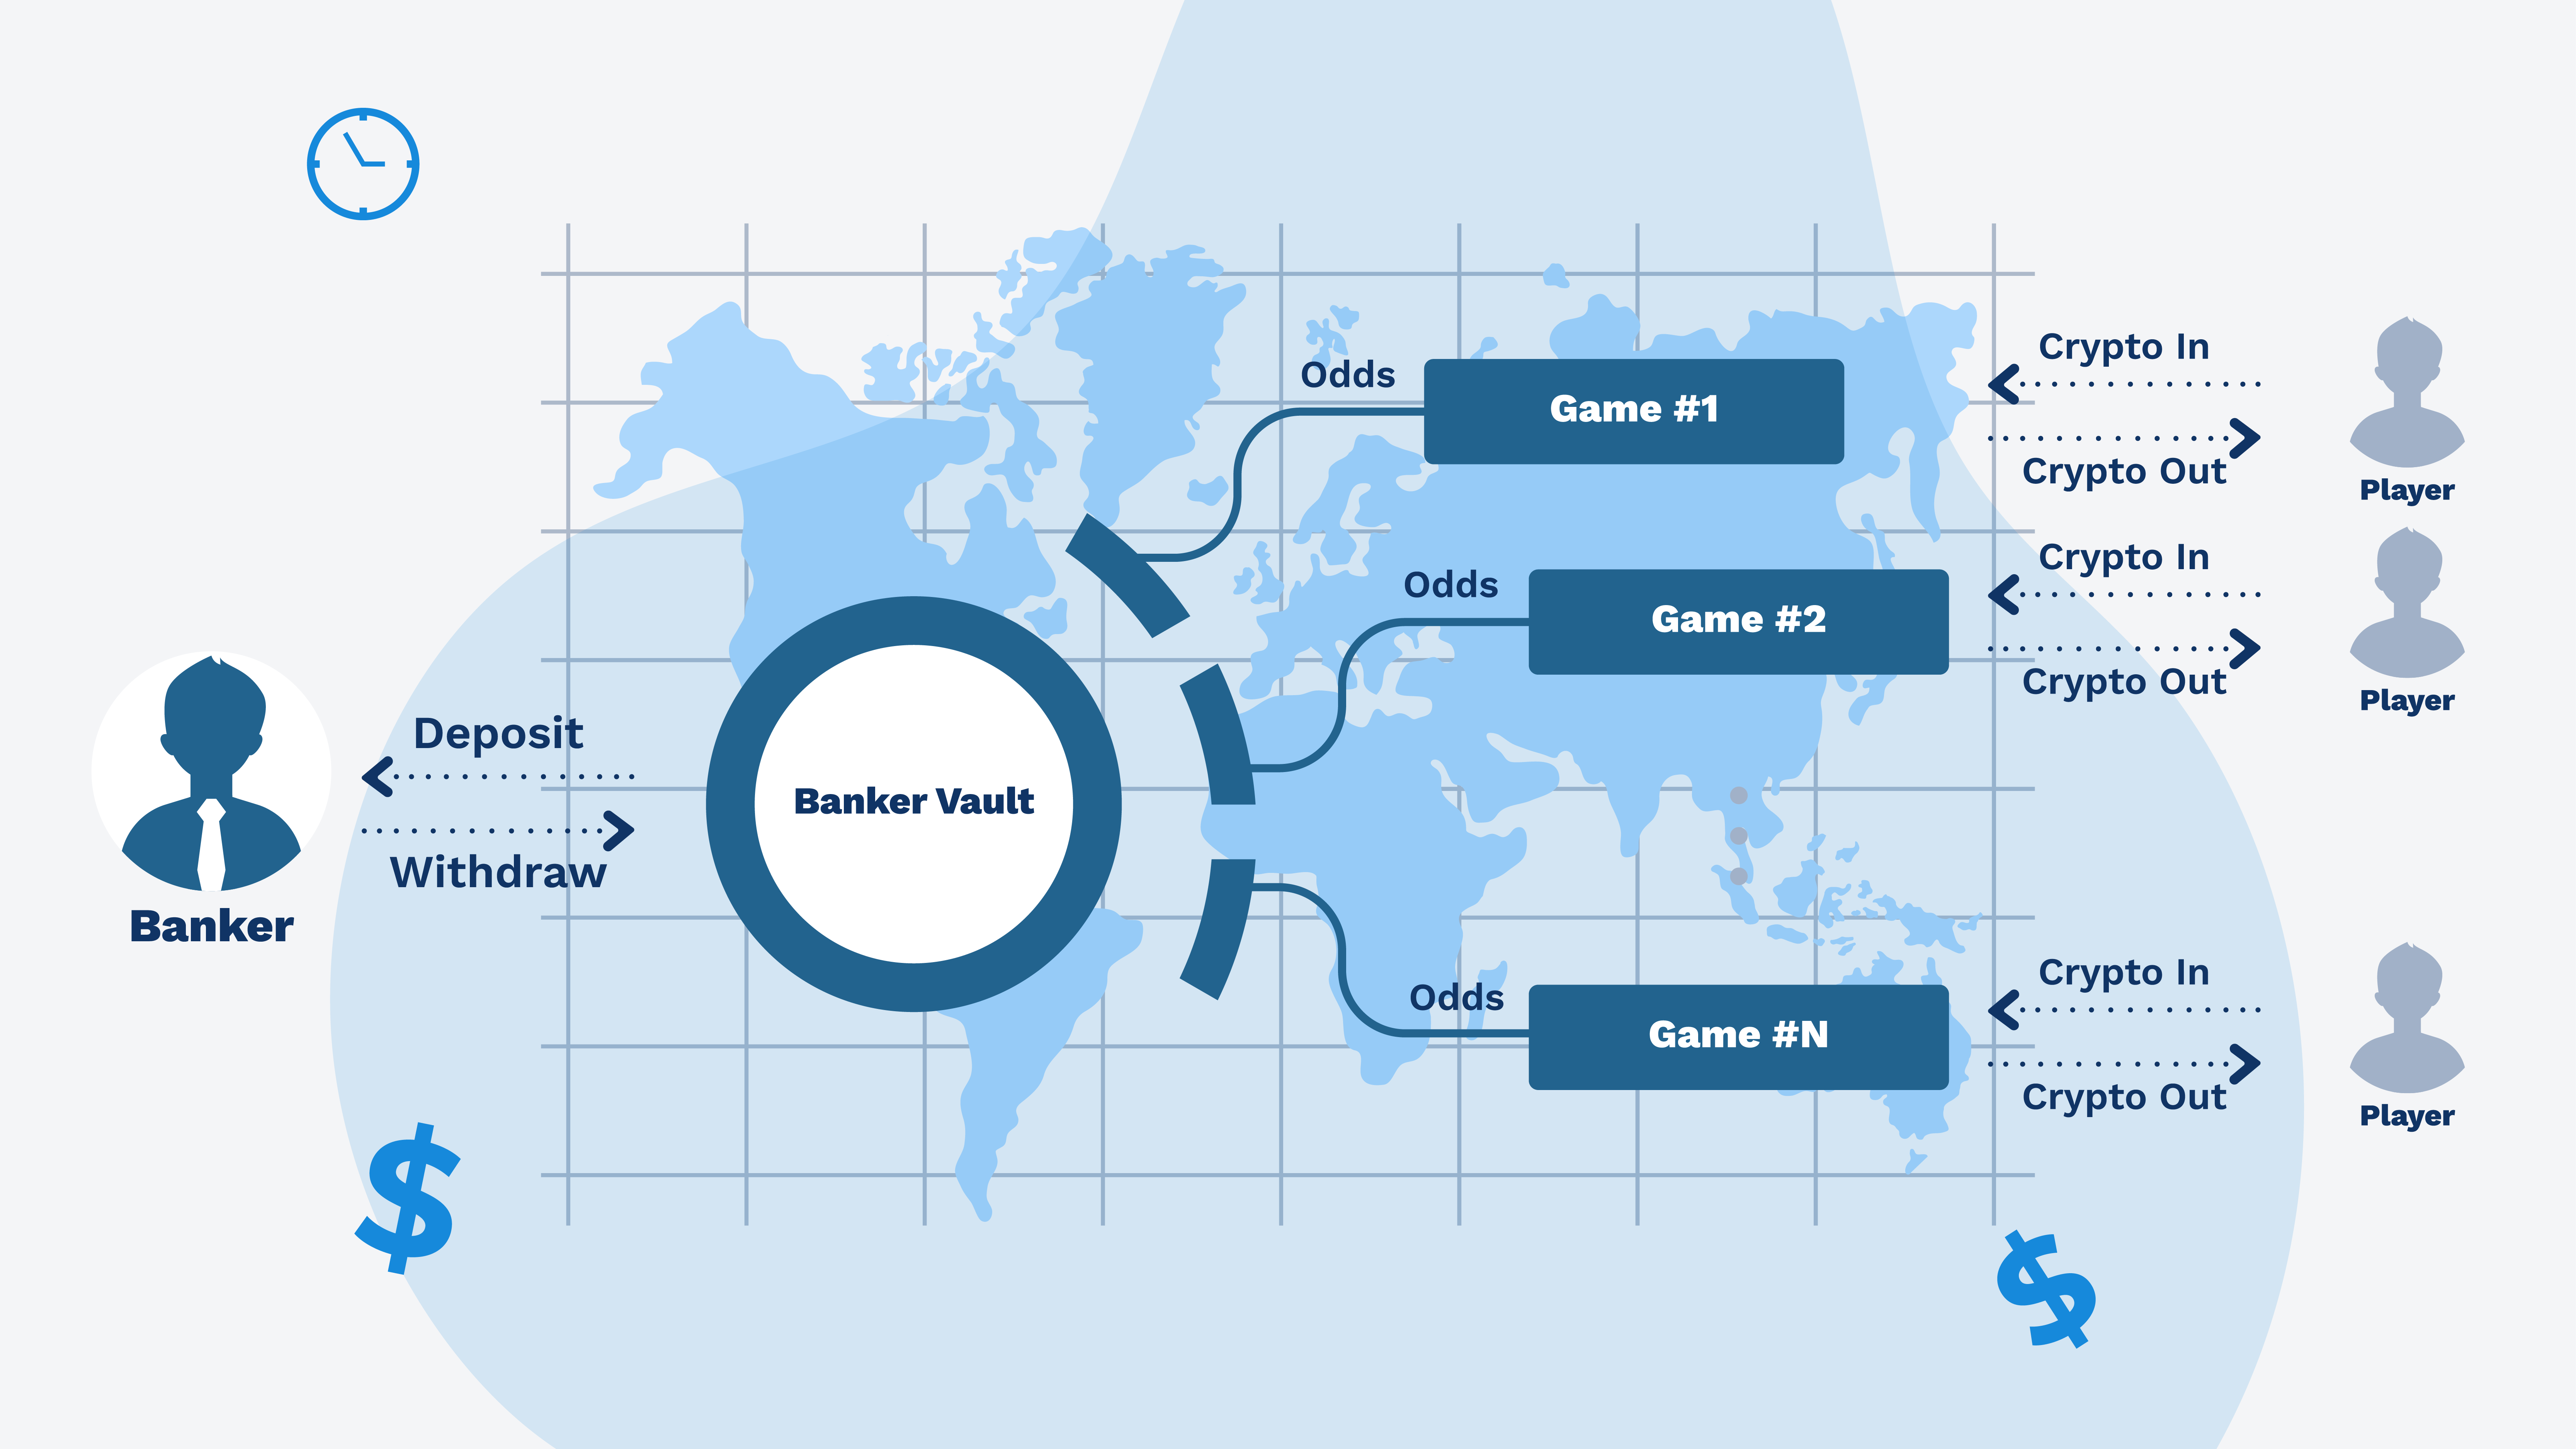 Odds
Game #1
Crypto In
Crypto Out
Player
Odds
Game #2
Crypto In
Crypto Out
Player
Deposit
Withdraw
Banker
Banker Vault
Odds
Game #N
Crypto In
Crypto Out
Player
$
$